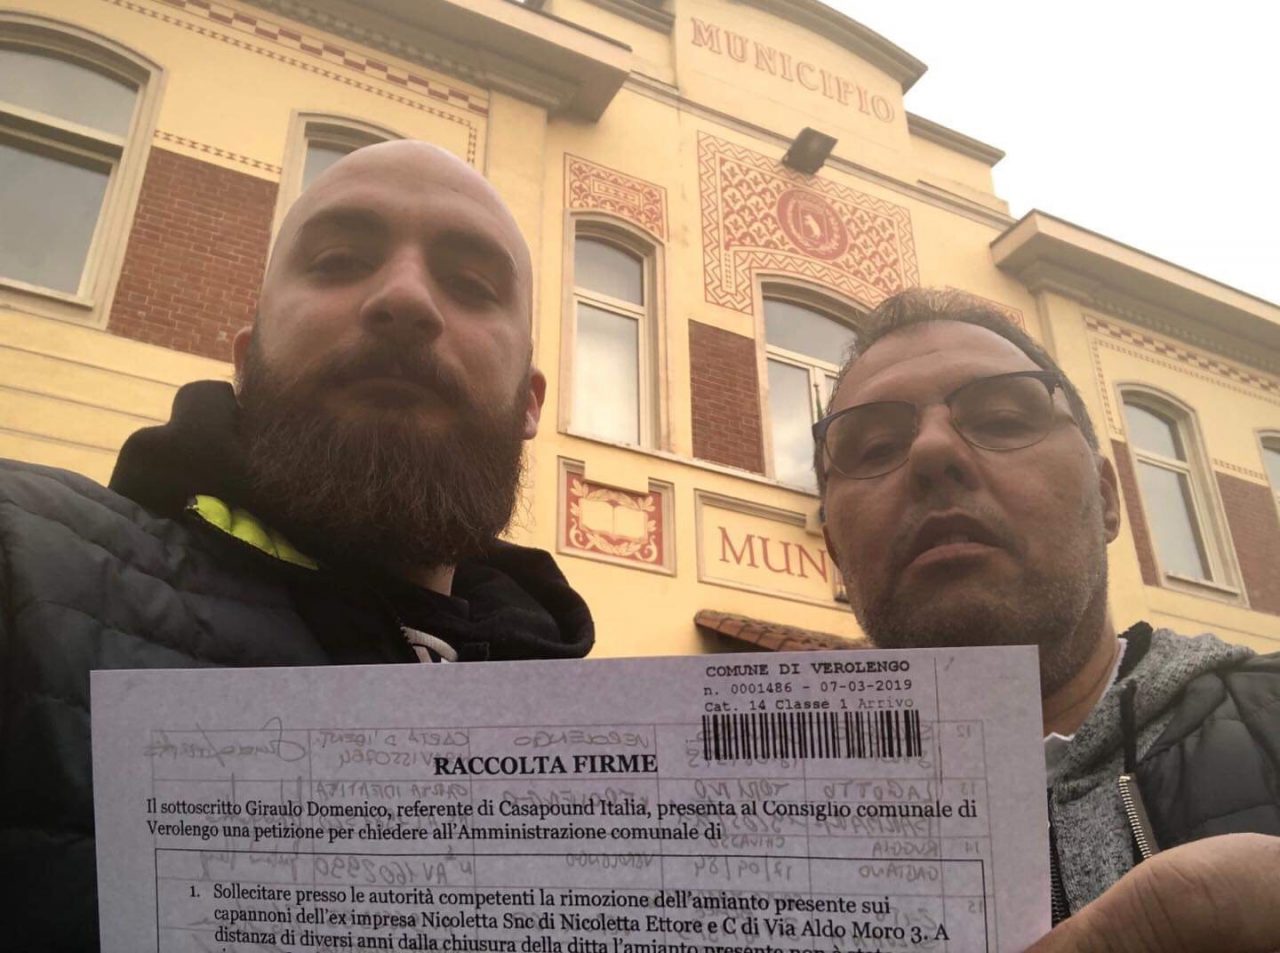 MUNICIPIO
MUN
COMUNE DI VEROLENGO
n. 0001486 - 07-03-2019
Cat. 14 Classe 1 Arrivo
RACCOLTA FIRME
Il sottoscritto Giraulo Domenico, referente di Casapound Italia, presenta al Consiglio comunale di
Verolengo una petizione per chiedere all'Amministrazione comunale di
1. Sollecitare presso le autorità competenti la rimozione dell'amianto presente sui
capannoni dell'ex impresa Nicoletta Snc di Nicoletta Ettore e C di Via Aldo Moro 3. A
distanza di diversi anni dalla chiusura della ditta l'amianto presente non è stato